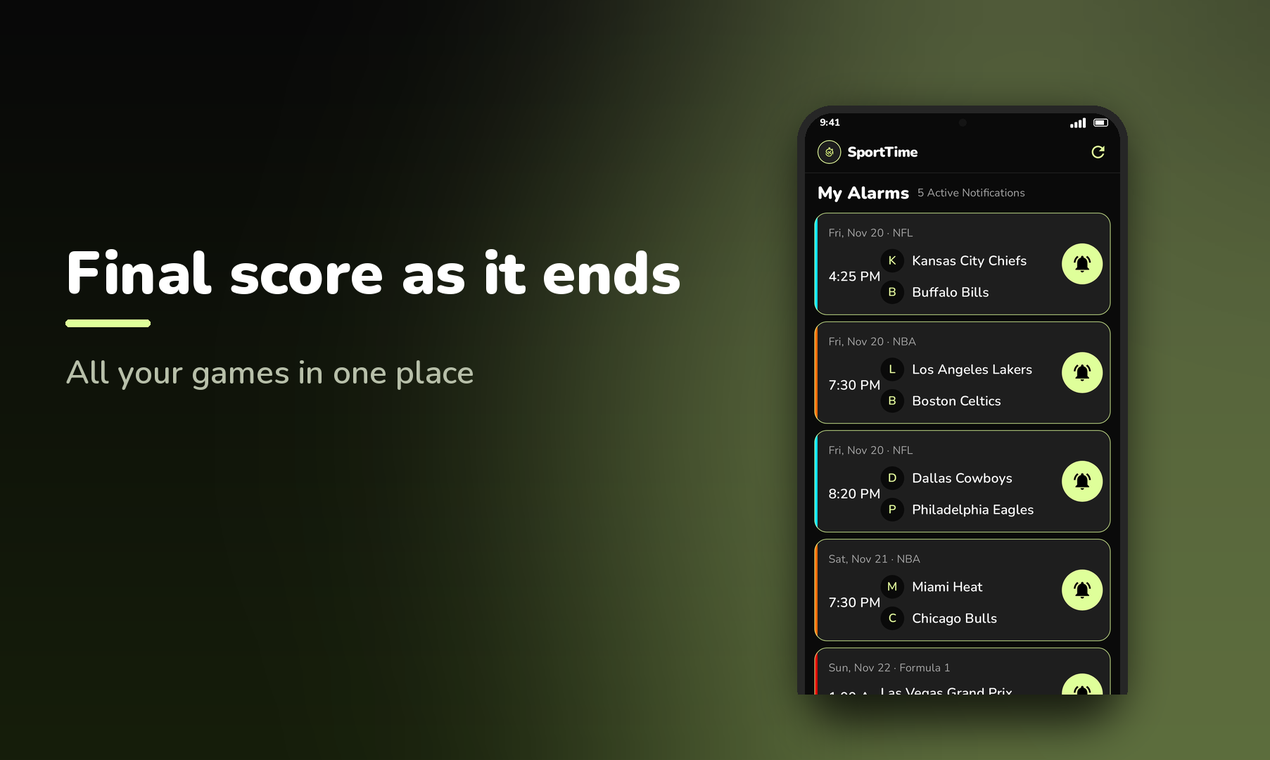 Final score as it ends
All your games in one place
9:41
SportTime
My Alarms 5 Active Notifications
Fri, Nov 20 · NFL
4:25 PM
K Kansas City Chiefs
B Buffalo Bills
Fri, Nov 20 · NBA
7:30 PM
L Los Angeles Lakers
B Boston Celtics
Fri, Nov 20 · NFL
8:20 PM
D Dallas Cowboys
P Philadelphia Eagles
Sat, Nov 21 · NBA
7:30 PM
M Miami Heat
C Chicago Bulls
Sun, Nov 22 · Formula 1
Las Vegas Grand Prix